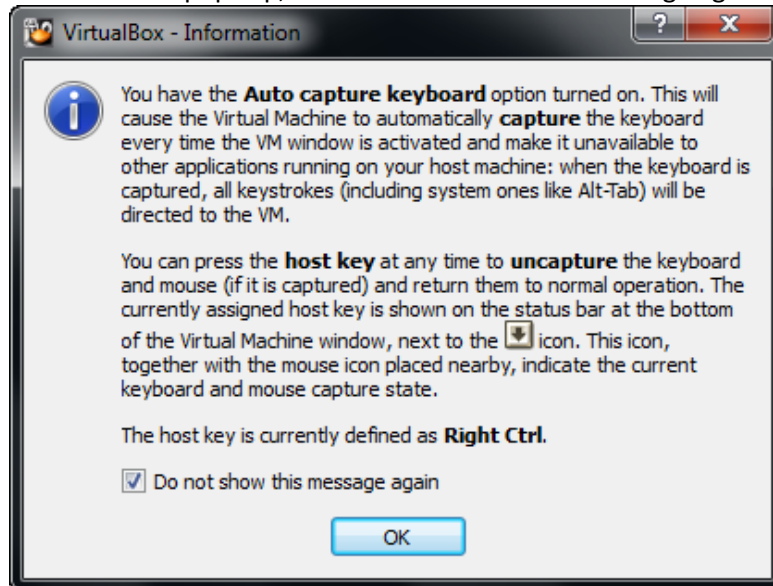 VirtualBox - Information
?
X
You have the Auto capture keyboard option turned on. This will
cause the Virtual Machine to automatically capture the keyboard
every time the VM window is activated and make it unavailable to
other applications running on your host machine: when the keyboard is
captured, all keystrokes (including system ones like Alt-Tab) will be
directed to the VM.
You can press the host key at any time to uncapture the keyboard
and mouse (if it is captured) and return them to normal operation. The
currently assigned host key is shown on the status bar at the bottom
of the Virtual Machine window, next to the icon. This icon,
together with the mouse icon placed nearby, indicate the current
keyboard and mouse capture state.
The host key is currently defined as Right Ctrl.
Do not show this message again
OK